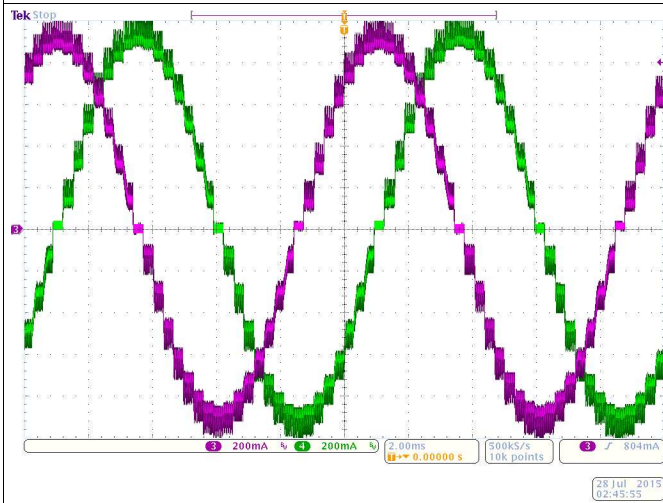 Tek Stop
T
T
3
3 200mA 4 200mA
2.00ms
T 0.00000 s
500kS/s
10k points
3 804mA
28 Jul 2015
02:45:55